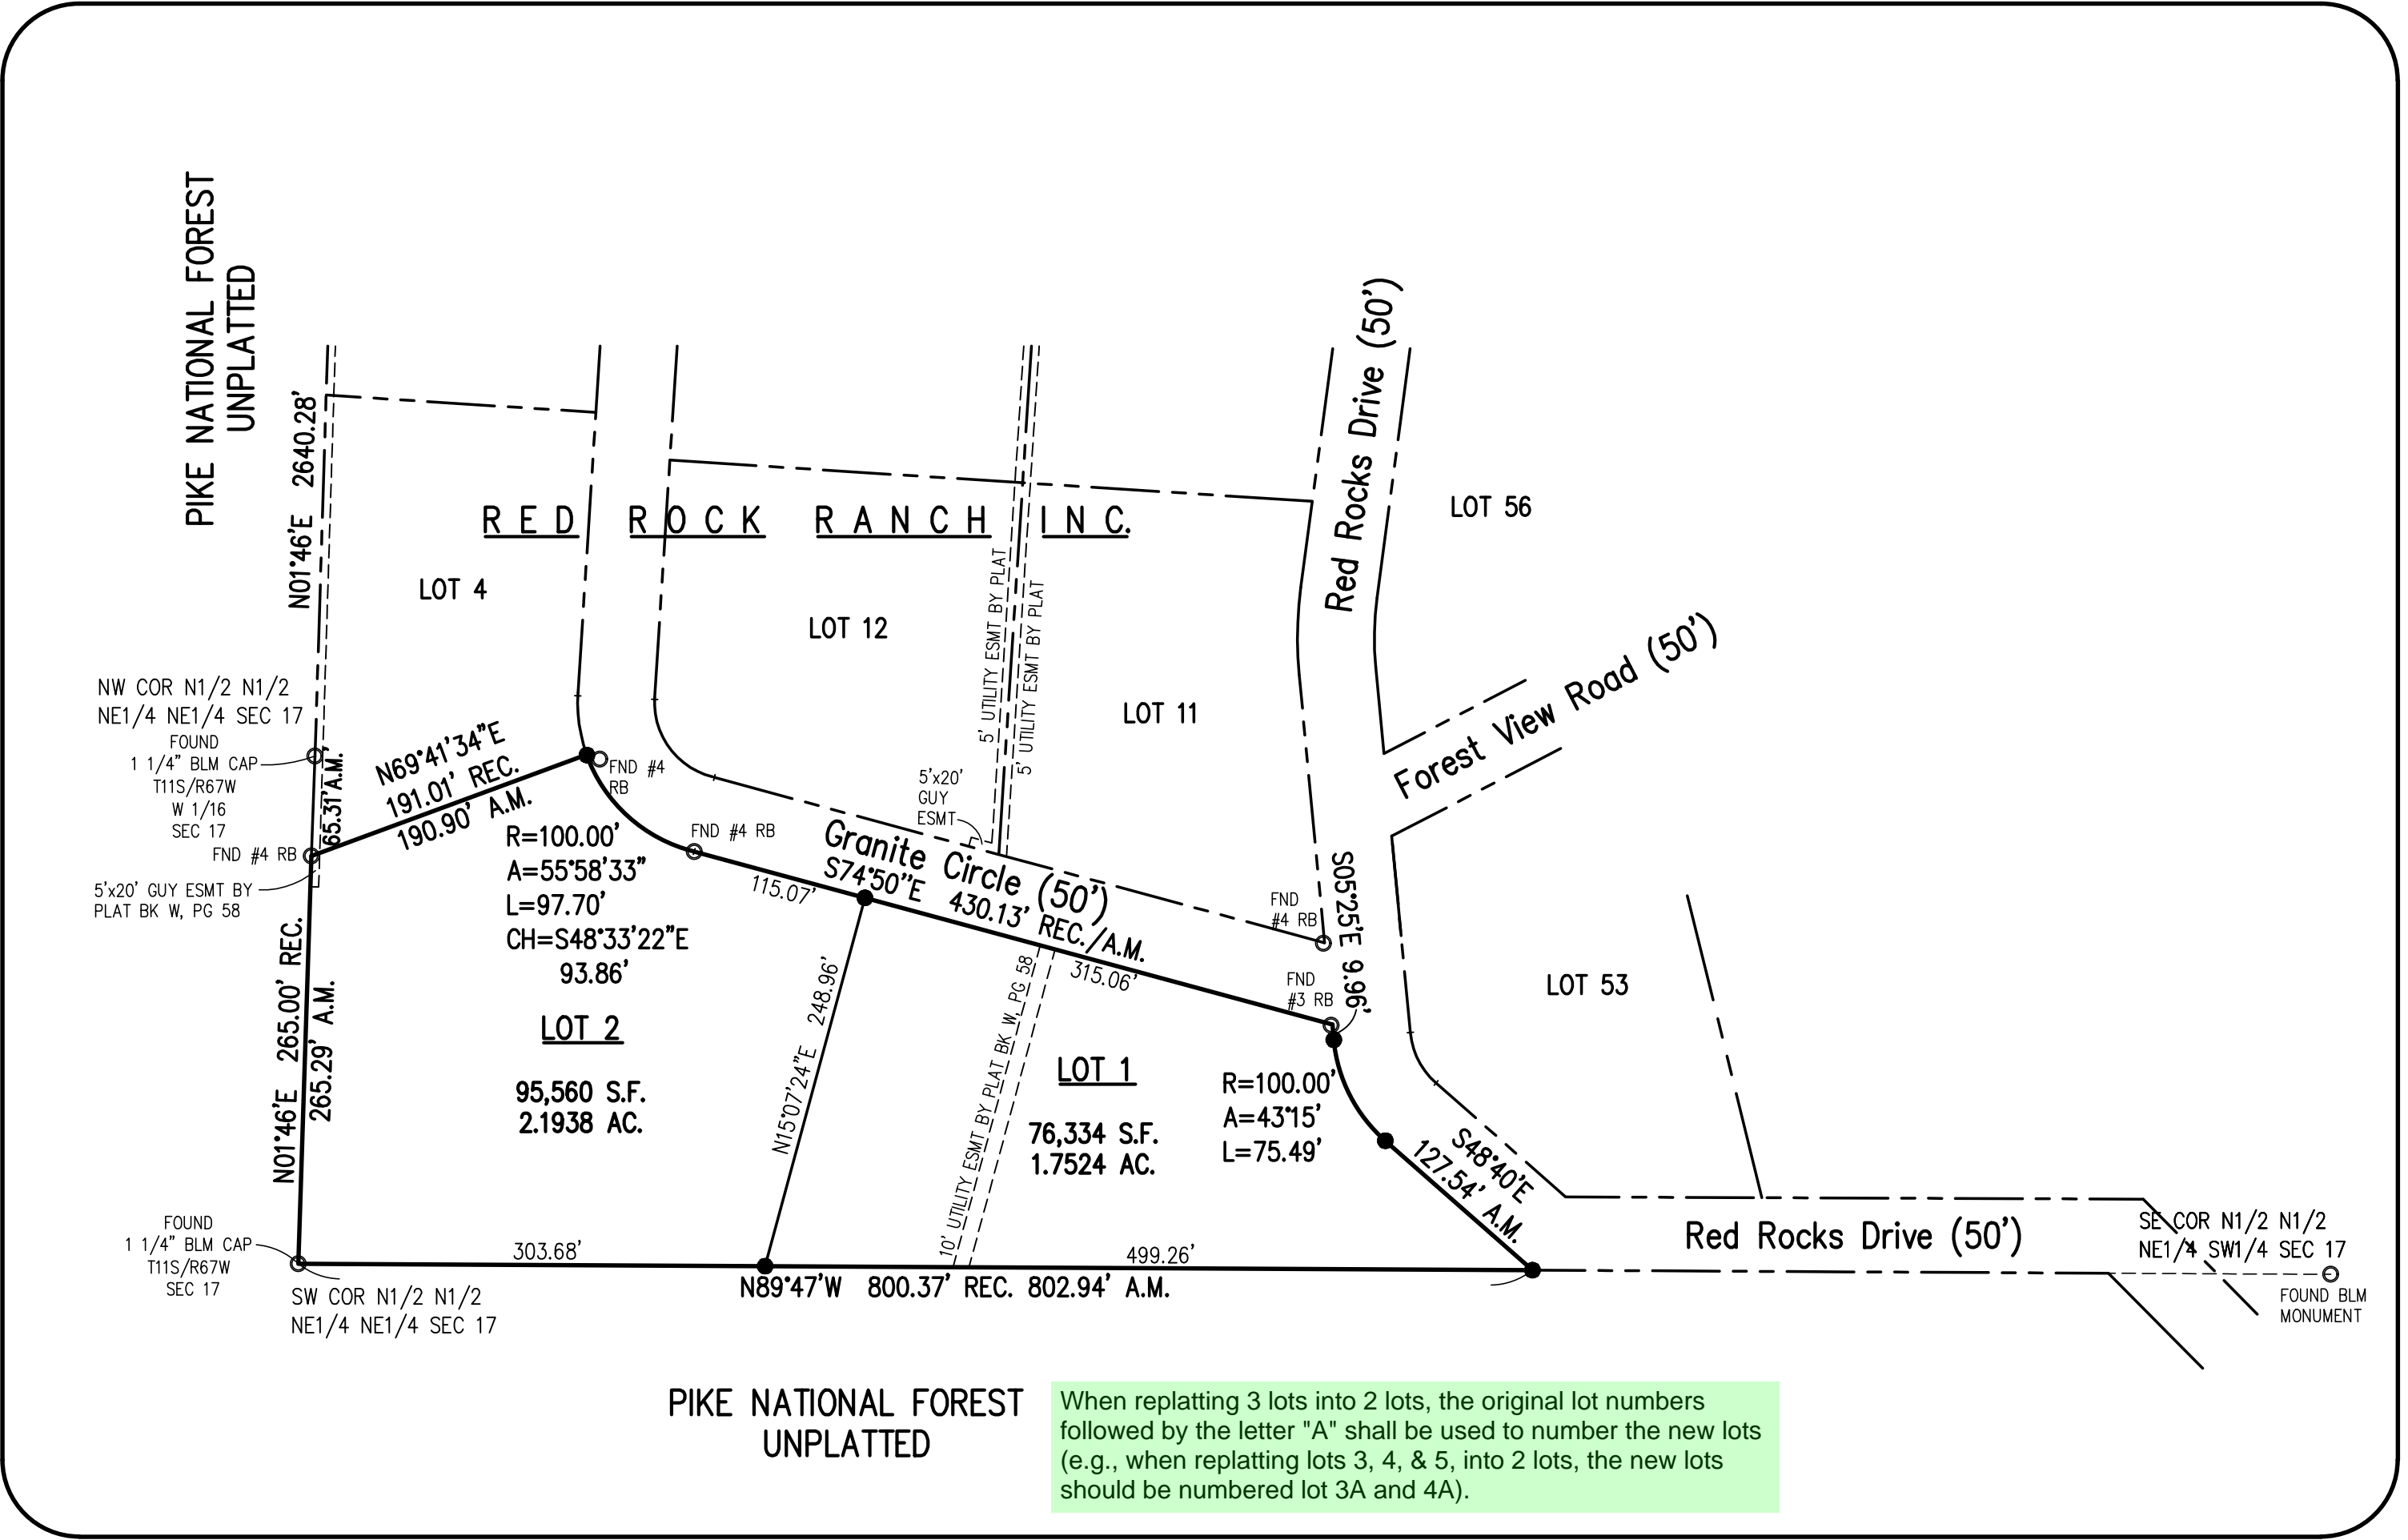 PIKE NATIONAL FOREST
UNPLATTED
N01°46'E 2640.28'
RED ROCK RANCH INC.
LOT 4
LOT 12
LOT 11
LOT 56
Red Rocks Drive (50')
Forest View Road (50')
5' UTILITY ESMT BY PLAT
5' UTILITY ESMT BY PLAT
NW COR N1/2 N1/2
NE1/4 NE1/4 SEC 17
FOUND
1 1/4" BLM CAP
T11S/R67W
W 1/16
SEC 17
FND #4 RB
5'x20' GUY ESMT BY
PLAT BK W, PG 58
65.31' A.M.
N69°41'34"E
191.01' REC.
190.90' A.M.
FND #4
RB
FND #4 RB
R=100.00'
A=55°58'33"
L=97.70'
CH=S48°33'22"E
93.86'
5'x20'
GUY
ESMT
Granite Circle (50')
S74°50"E 430.13' REC./A.M.
115.07'
315.06'
FND
#4 RB
FND
#3 RB
S05°25'E 9.96'
LOT 53
N01°46'E 265.00' REC.
265.29' A.M.
LOT 2
95,560 S.F.
2.1938 AC.
N15°07'24"E 248.96'
10' UTILITY ESMT BY PLAT BK W, PG 58
LOT 1
76,334 S.F.
1.7524 AC.
R=100.00'
A=43°15'
L=75.49'
S48°40'E
127.54' A.M.
Red Rocks Drive (50')
SE COR N1/2 N1/2
NE1/4 SW1/4 SEC 17
FOUND BLM
MONUMENT
FOUND
1 1/4" BLM CAP
T11S/R67W
SEC 17
SW COR N1/2 N1/2
NE1/4 NE1/4 SEC 17
303.68'
499.26'
N89°47'W 800.37' REC. 802.94' A.M.
PIKE NATIONAL FOREST
UNPLATTED
When replatting 3 lots into 2 lots, the original lot numbers
followed by the letter "A" shall be used to number the new lots
(e.g., when replatting lots 3, 4, & 5, into 2 lots, the new lots
should be numbered lot 3A and 4A).